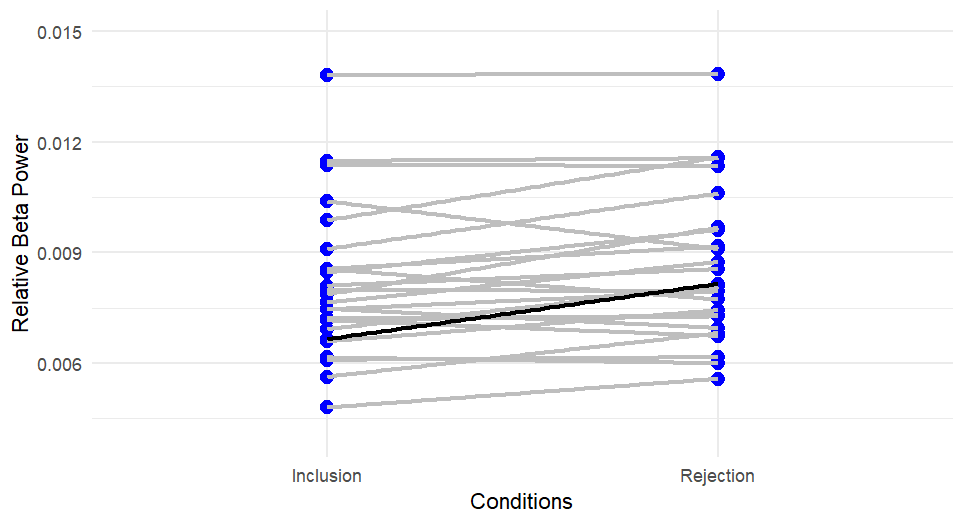 Relative Beta Power
0.015
0.012
0.009
0.006
Inclusion Rejection
Conditions